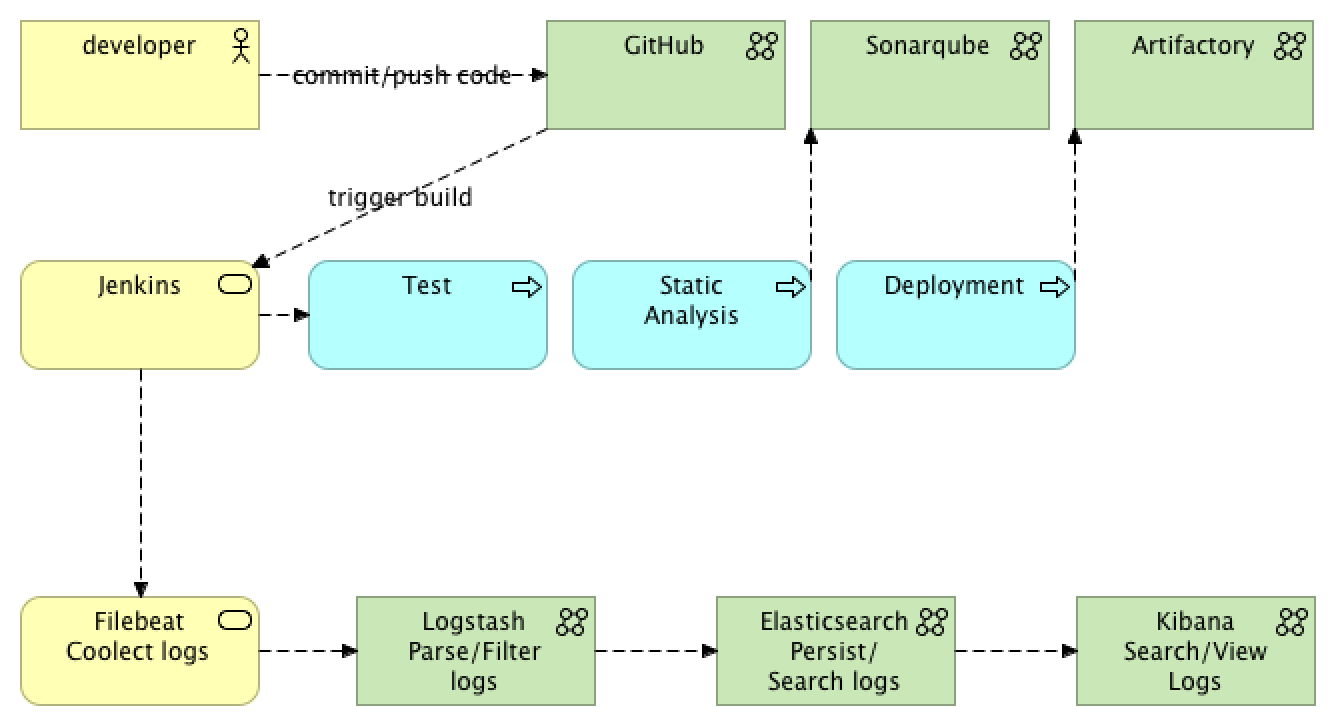 developer
commit/push code
GitHub
Sonarqube
Artifactory
trigger build
Jenkins
Test
Static
Analysis
Deployment
Filebeat
Coolect logs
Logstash
Parse/Filter
logs
Elasticsearch
Persist/
Search logs
Kibana
Search/View
Logs